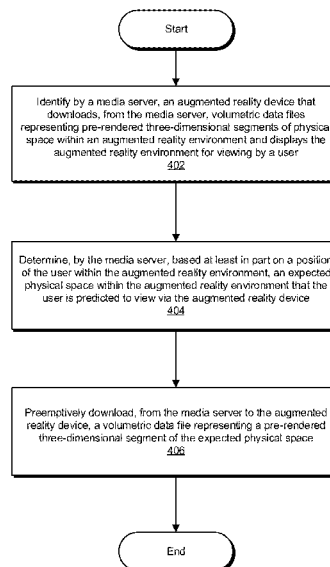 Start
Identify by a media server, an augmented reality device that
downloads, from the media server, volumetric data files
representing pre-rendered three-dimensional segments of physical
space within an augmented reality environment and displays the
augmented reality environment for viewing by a user
402
Determine, by the media server, based at least in part on a position
of the user within the augmented reality environment, an expected
physical space within the augmented reality environment that the
user is predicted to view via the augmented reality device
404
Preemptively download, from the media server to the augmented
reality device, a volumetric data file representing a pre-rendered
three-dimensional segment of the expected physical space
406
End